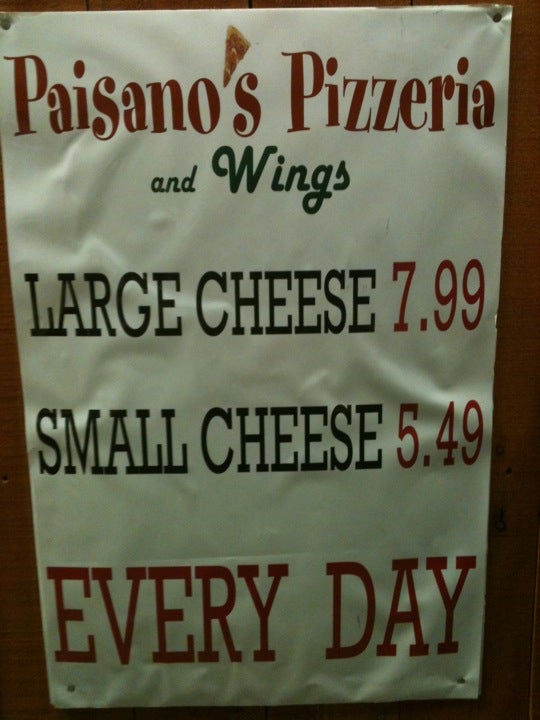 Paisano's Pizzeria
and Wings
LARGE CHEESE 7.99
SMALL CHEESE 5.49
EVERY DAY